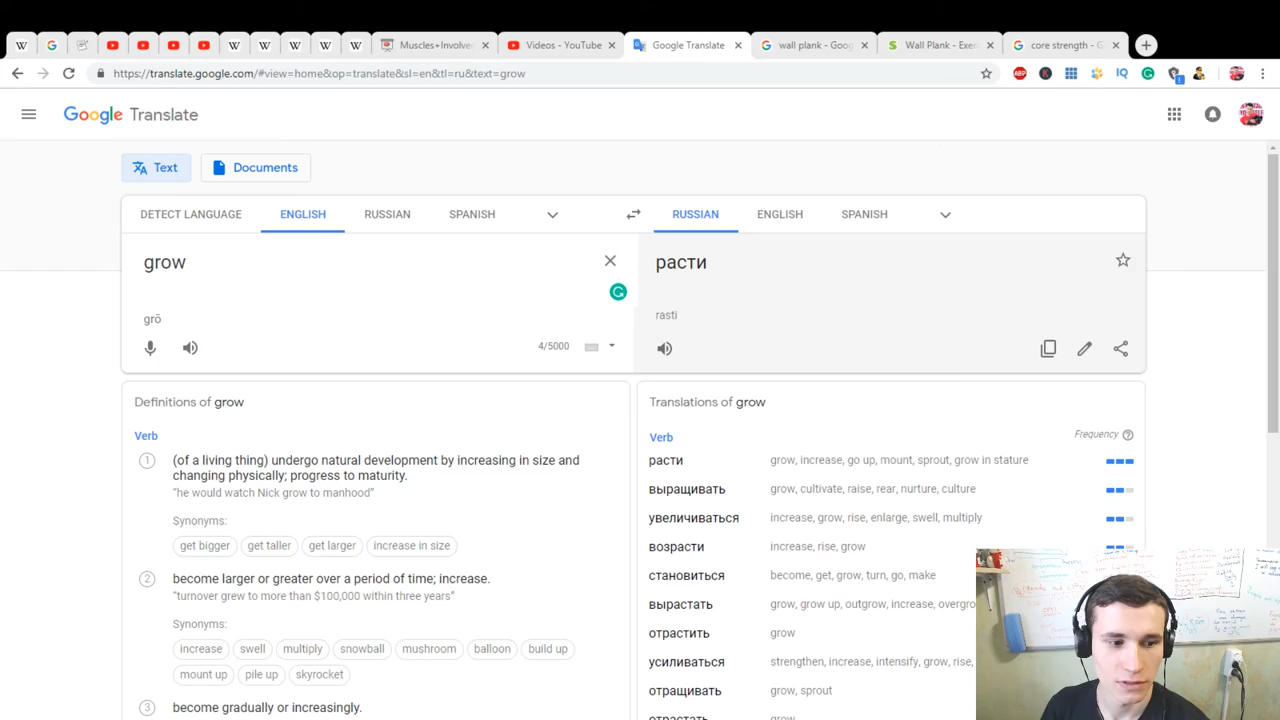 Muscles+Involve
Videos - YouTube
Google Translate
wall plank - Goog
Wall Plank - Exer
core strength - G
https://translate.google.com/#view=home&op=translate&sl=en&tl=ru&text=grow
ABP
K
IQ
Google Translate
Text
Documents
DETECT LANGUAGE
ENGLISH
RUSSIAN
SPANISH
RUSSIAN
ENGLISH
SPANISH
grow
расти
grō
rasti
4/5000
Definitions of grow
Translations of grow
Verb
1
(of a living thing) undergo natural development by increasing in size and
changing physically; progress to maturity.
"he would watch Nick grow to manhood"
Synonyms:
get bigger
get taller
get larger
increase in size
2
become larger or greater over a period of time; increase.
"turnover grew to more than $100,000 within three years"
Synonyms:
increase
swell
multiply
snowball
mushroom
balloon
build up
mount up
pile up
skyrocket
3
become gradually or increasingly.
Verb
Frequency
расти grow, increase, go up, mount, sprout, grow in stature
выращивать grow, cultivate, raise, rear, nurture, culture
увеличиваться increase, grow, rise, enlarge, swell, multiply
возрасти increase, rise, grow
становиться become, get, grow, turn, go, make
вырастать grow, grow up, outgrow, increase, overgro
отрастить grow
усиливаться strengthen, increase, intensify, grow, rise,
отращивать grow, sprout
отрастать grow